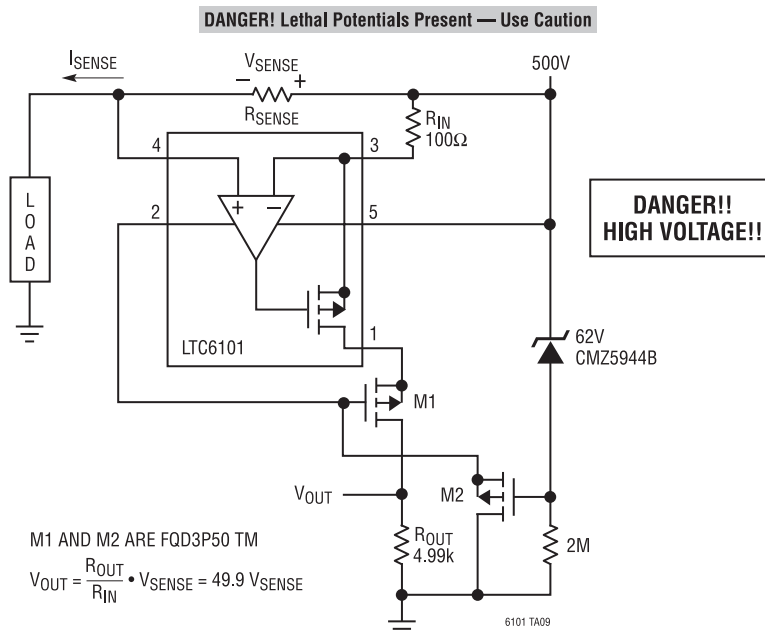 DANGER! Lethal Potentials Present — Use Caution
ISENSE
VSENSE
500V
– +
RSENSE
RIN
100Ω
4
3
L
O
A
D
2
+ –
5
DANGER!!
HIGH VOLTAGE!!
LTC6101
1
62V
CMZ5944B
M1
VOUT
M2
ROUT
4.99k
2M
M1 AND M2 ARE FQD3P50 TM
VOUT = ROUT/RIN • VSENSE = 49.9 VSENSE
6101 TA09